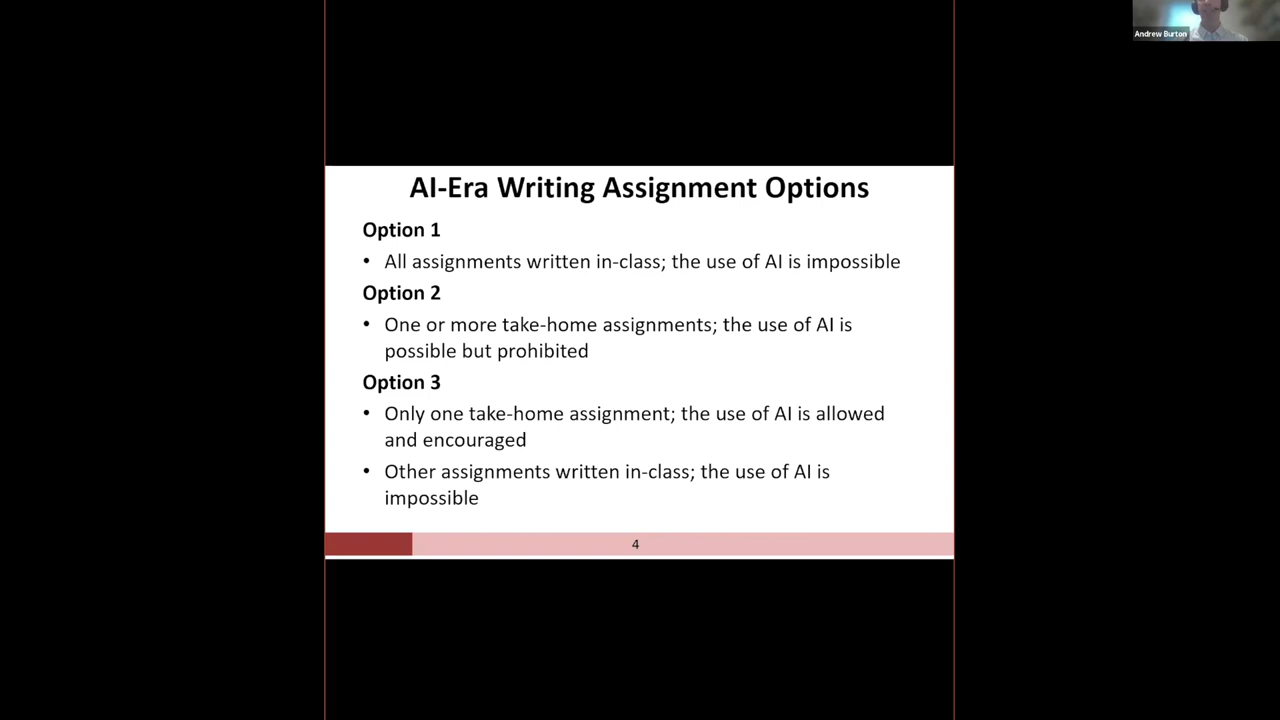 Andrew Burton
AI-Era Writing Assignment Options
Option 1
• All assignments written in-class; the use of AI is impossible
Option 2
• One or more take-home assignments; the use of AI is
possible but prohibited
Option 3
• Only one take-home assignment; the use of AI is allowed
and encouraged
• Other assignments written in-class; the use of AI is
impossible
4